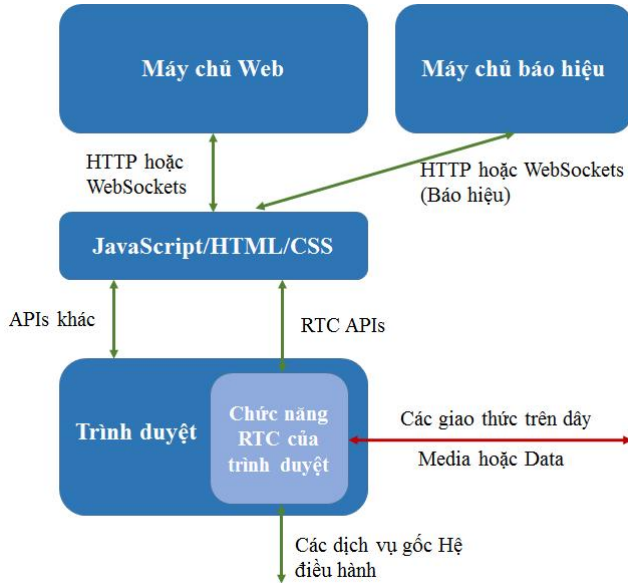 Máy chủ Web
Máy chủ báo hiệu
HTTP hoặc
WebSockets
HTTP hoặc WebSockets
(Báo hiệu)
JavaScript/HTML/CSS
APIs khác
RTC APIs
Trình duyệt
Chức năng
RTC của
trình duyệt
Các giao thức trên dây
Media hoặc Data
Các dịch vụ gốc Hệ
điều hành